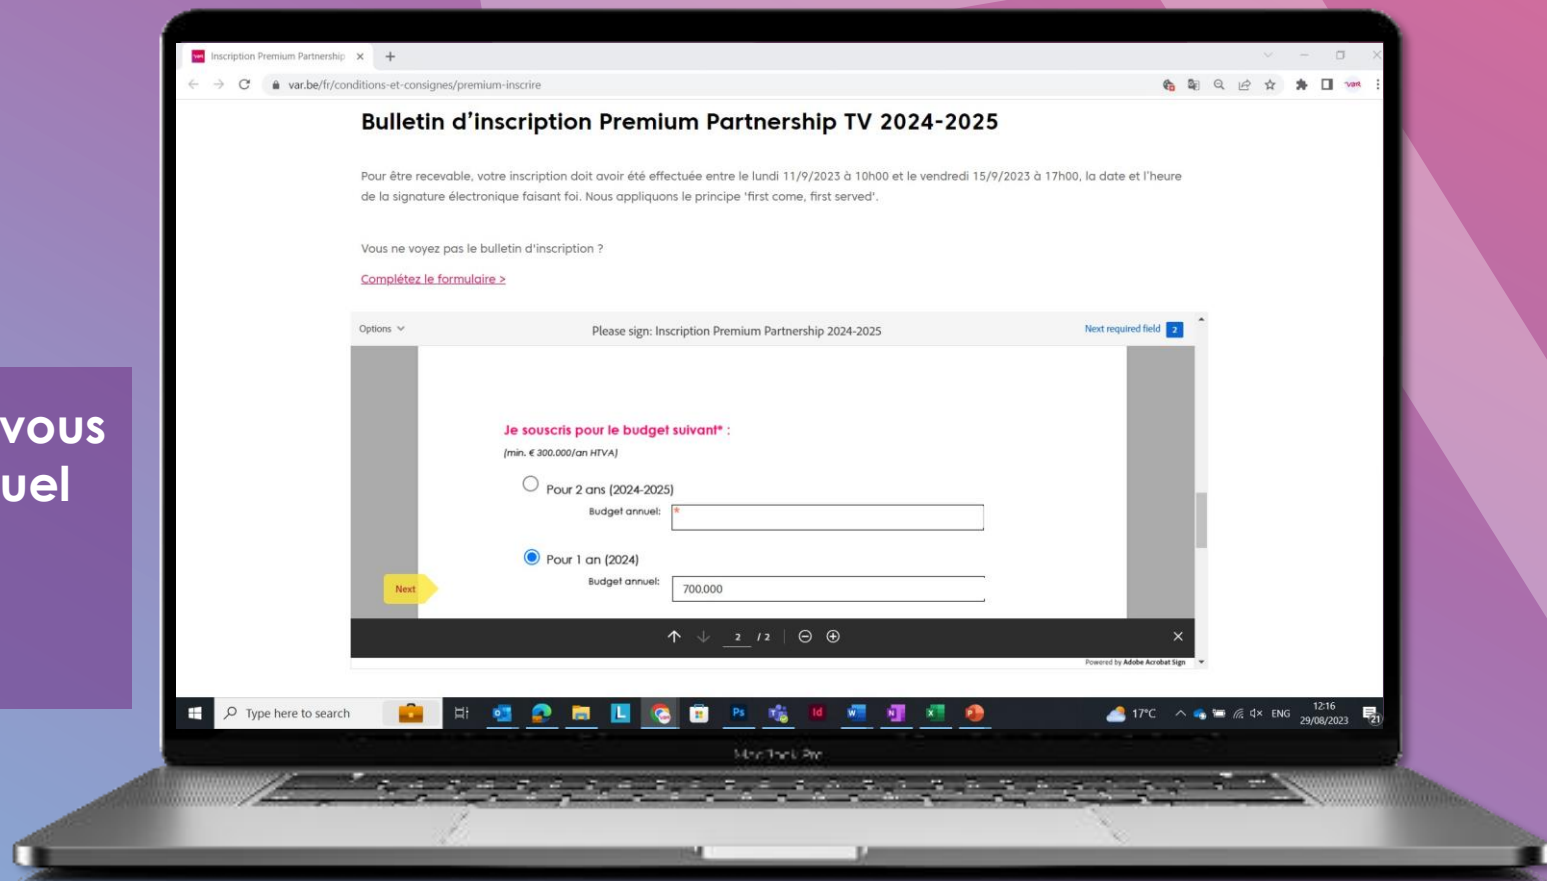 vous
uel
Inscription Premium Partnership
var.be/fr/conditions-et-consignes/premium-inscrire
Bulletin d'inscription Premium Partnership TV 2024-2025
Pour être recevable, votre inscription doit avoir été effectuée entre le lundi 11/9/2023 à 10h00 et le vendredi 15/9/2023 à 17h00, la date et l'heure
de la signature électronique faisant foi. Nous appliquons le principe 'first come, first served'.
Vous ne voyez pas le bulletin d'inscription ?
Complétez le formulaire >
Options
Please sign: Inscription Premium Partnership 2024-2025
Next required field 2
Je souscris pour le budget suivant* :
(min. € 300.000/an HTVA)
Pour 2 ans (2024-2025)
Budget annuel: *
Pour 1 an (2024)
Budget annuel: 700.000
Next
2 / 2
Powered by Adobe Acrobat Sign
Type here to search
L
Ps
Id
17°C
ENG
12:16
29/08/2023
21
MacBook Pro